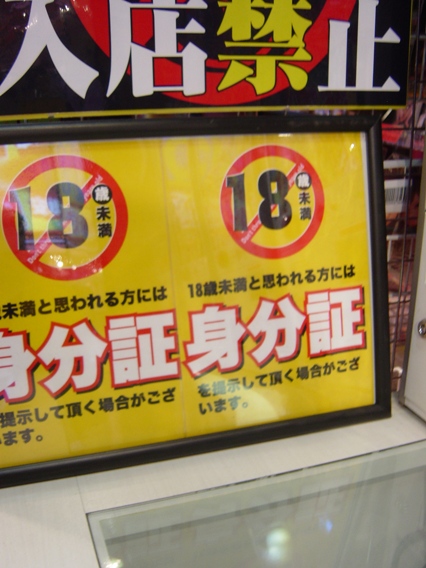 入店禁止
18歳未満
歳未満と思われる方には
身分証
提示して頂く場合がござ
います。
18歳未満
18歳未満と思われる方には
身分証
を提示して頂く場合がござ
います。